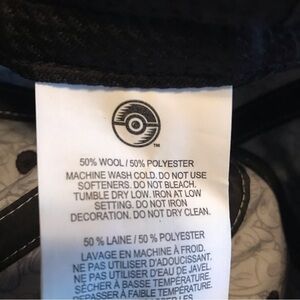 TM
50% WOOL / 50% POLYESTER
MACHINE WASH COLD. DO NOT USE
SOFTENERS. DO NOT BLEACH.
TUMBLE DRY LOW. IRON AT LOW
SETTING. DO NOT IRON
DECORATION. DO NOT DRY CLEAN.
50 % LAINE / 50 % POLYESTER
LAVAGE EN MACHINE À FROID.
NE PAS UTILISER D'ADOUCISSANT.
NE PAS UTILISER D'EAU DE JAVEL.
SÉCHER À BASSE TEMPÉRATURE.
REPASSER À FAIBLE TEMPÉRATURE.